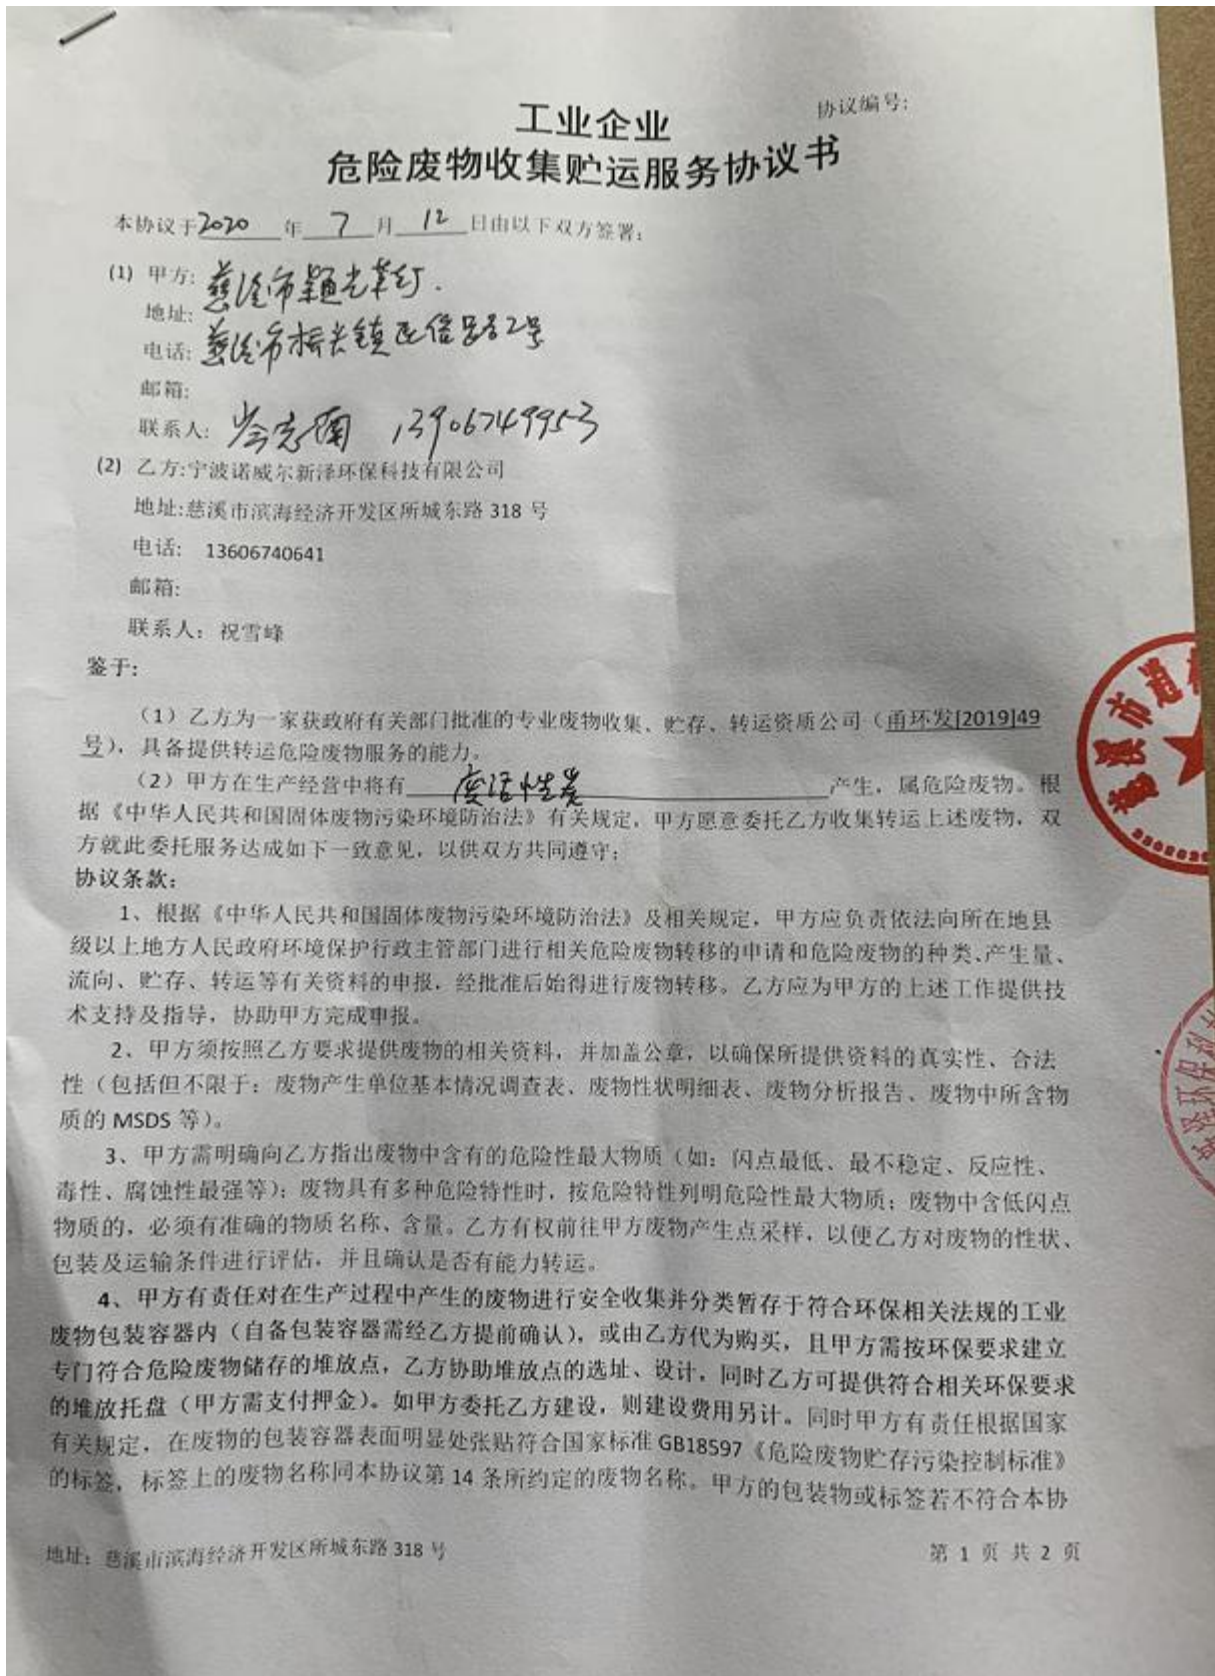 协议编号:
工业企业
危险废物收集贮运服务协议书
本协议于2020年7月12日由以下双方签署:
(1) 甲方: 慈溪市颖光莱灯.
地址:
电话: 慈溪市振兴镇民信路2号
邮箱:
联系人: 岑志南 13906749953
(2) 乙方:宁波诺威尔新泽环保科技有限公司
地址:慈溪市滨海经济开发区所城东路 318 号
电话: 13606740641
邮箱:
联系人: 祝雪峰
鉴于:
(1)乙方为一家获政府有关部门批准的专业废物收集、贮存、转运资质公司(甬环发[2019]49
号),具备提供转运危险废物服务的能力。
(2)甲方在生产经营中将有 废活性炭 产生,属危险废物。根
据《中华人民共和国固体废物污染环境防治法》有关规定,甲方愿意委托乙方收集转运上述废物,双
方就此委托服务达成如下一致意见,以供双方共同遵守:
协议条款:
1、根据《中华人民共和国固体废物污染环境防治法》及相关规定,甲方应负责依法向所在地县
级以上地方人民政府环境保护行政主管部门进行相关危险废物转移的申请和危险废物的种类、产生量、
流向、贮存、转运等有关资料的申报,经批准后始得进行废物转移。乙方应为甲方的上述工作提供技
术支持及指导,协助甲方完成申报。
2、甲方须按照乙方要求提供废物的相关资料,并加盖公章,以确保所提供资料的真实性、合法
性(包括但不限于:废物产生单位基本情况调查表、废物性状明细表、废物分析报告、废物中所含物
质的 MSDS 等)。
3、甲方需明确向乙方指出废物中含有的危险性最大物质(如:闪点最低、最不稳定、反应性、
毒性、腐蚀性最强等);废物具有多种危险特性时,按危险特性列明危险性最大物质;废物中含低闪点
物质的,必须有准确的物质名称、含量。乙方有权前往甲方废物产生点采样,以便乙方对废物的性状、
包装及运输条件进行评估,并且确认是否有能力转运。
4、甲方有责任对在生产过程中产生的废物进行安全收集并分类暂存于符合环保相关法规的工业
废物包装容器内(自备包装容器需经乙方提前确认),或由乙方代为购买,且甲方需按环保要求建立
专门符合危险废物储存的堆放点,乙方协助堆放点的选址、设计,同时乙方可提供符合相关环保要求
的堆放托盘(甲方需支付押金)。如甲方委托乙方建设,则建设费用另计。同时甲方有责任根据国家
有关规定,在废物的包装容器表面明显处张贴符合国家标准 GB18597《危险废物贮存污染控制标准》
的标签,标签上的废物名称同本协议第 14 条所约定的废物名称。甲方的包装物或标签若不符合本协
地址:慈溪市滨海经济开发区所城东路 318 号
第 1 页 共 2 页
慈溪市逍
泽环保科